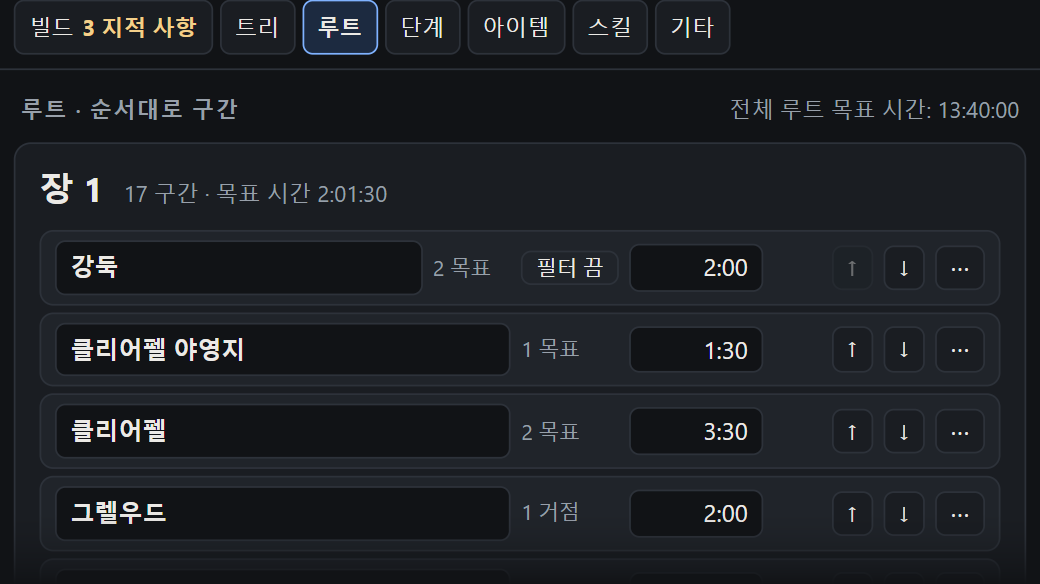 빌드 3 지적 사항 트리 루트 단계 아이템 스킬 기타
루트 · 순서대로 구간 전체 루트 목표 시간: 13:40:00
장 1 17 구간 · 목표 시간 2:01:30
강둑 2 목표 필터 끔 2:00 ↑ ↓ ...
클리어펠 야영지 1 목표 1:30 ↑ ↓ ...
클리어펠 2 목표 3:30 ↑ ↓ ...
그렐우드 1 거점 2:00 ↑ ↓ ...